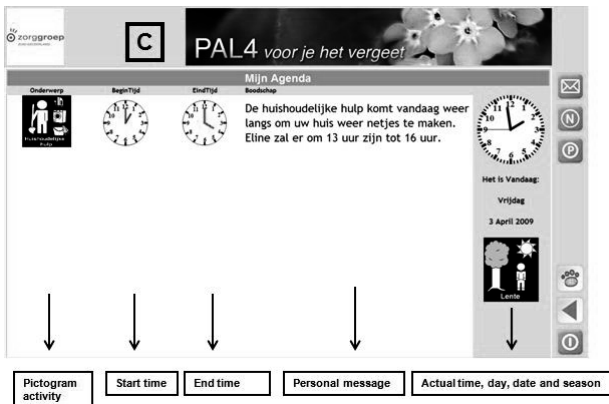 zorggroep
C
PAL4 voor je het vergeet
Mijn Agenda
Onderwerp BeginTijd EindTijd Boodschap
Huishoudelijke
hulp
De huishoudelijke hulp komt vandaag weer
langs om uw huis weer netjes te maken.
Eline zal er om 13 uur zijn tot 16 uur.
N
P
Het is Vandaag:
Vrijdag
3 April 2009
Lente
Pictogram
activity
Start time
End time
Personal message
Actual time, day, date and season